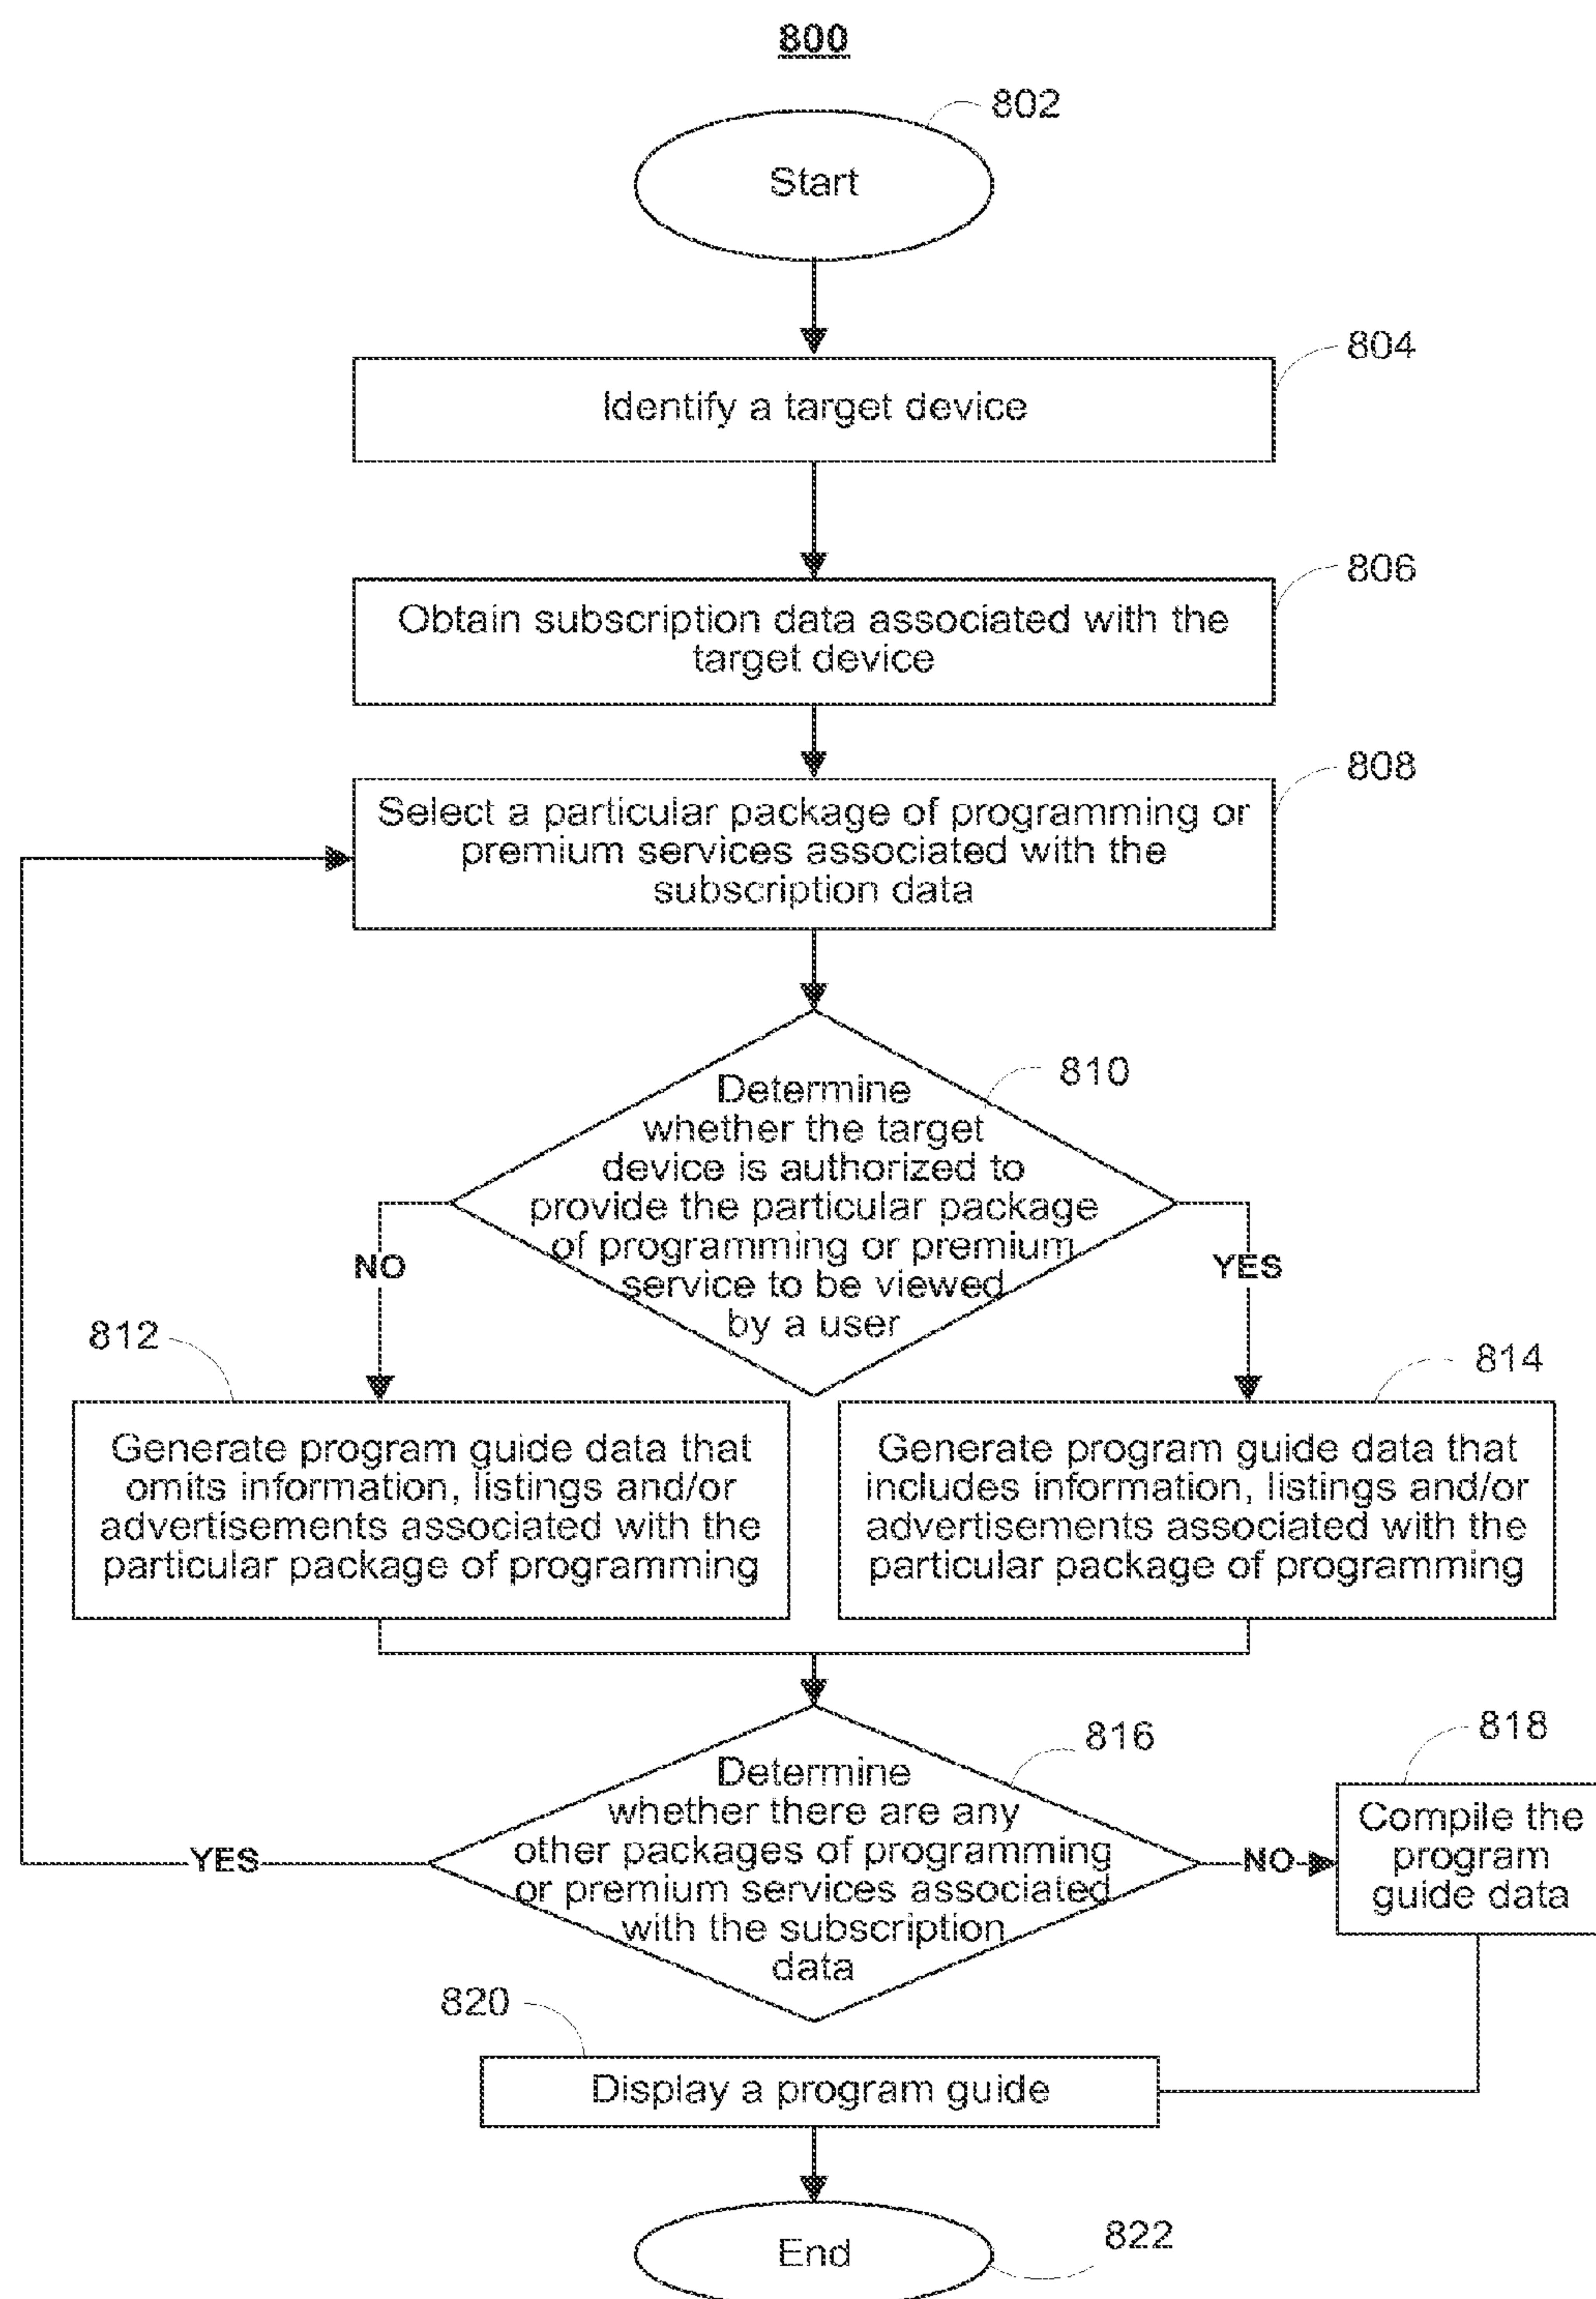 800
802
Start
804
Identify a target device
806
Obtain subscription data associated with the
target device
808
Select a particular package of programming or
premium services associated with the
subscription data
810
Determine
whether the target
device is authorized to
provide the particular package
of programming or premium
service to be viewed
by a user
NO
YES
812
814
Generate program guide data that
omits information, listings and/or
advertisements associated with the
particular package of programming
Generate program guide data that
includes information, listings and/or
advertisements associated with the
particular package of programming
816
818
Determine
whether there are any
other packages of programming
or premium services associated
with the subscription
data
YES
NO
Compile the
program
guide data
820
Display a program guide
822
End